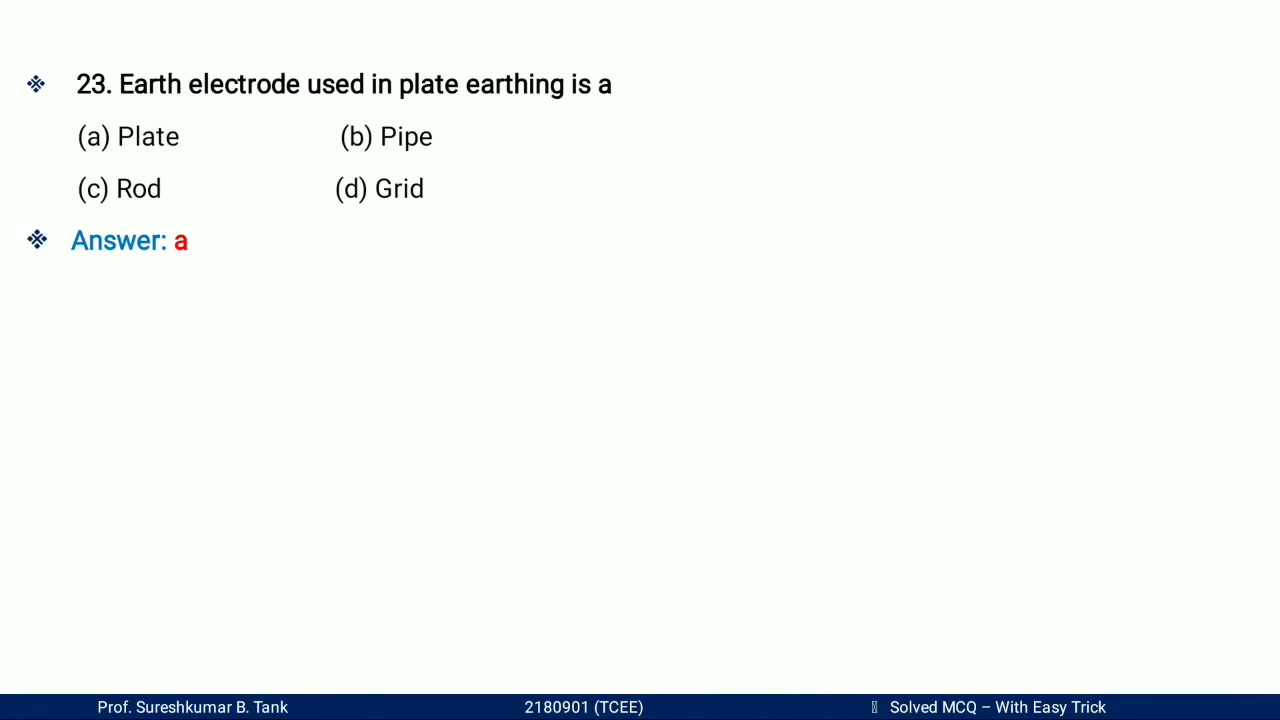 ❖ 23. Earth electrode used in plate earthing is a
(a) Plate (b) Pipe
(c) Rod (d) Grid
❖ Answer: a
Prof. Sureshkumar B. Tank 2180901 (TCEE) Solved MCQ – With Easy Trick